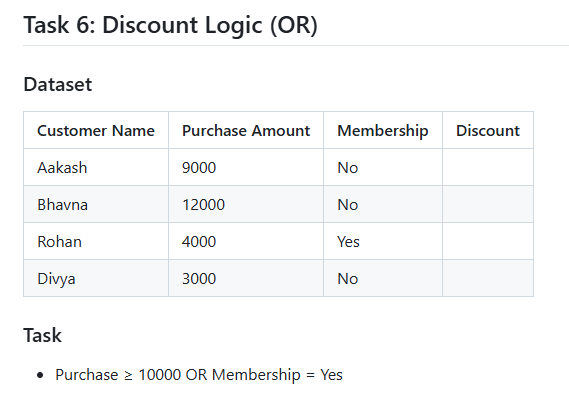 Task 6: Discount Logic (OR)
Dataset
Customer Name Purchase Amount Membership Discount
Aakash 9000 No
Bhavna 12000 No
Rohan 4000 Yes
Divya 3000 No
Task
• Purchase ≥ 10000 OR Membership = Yes